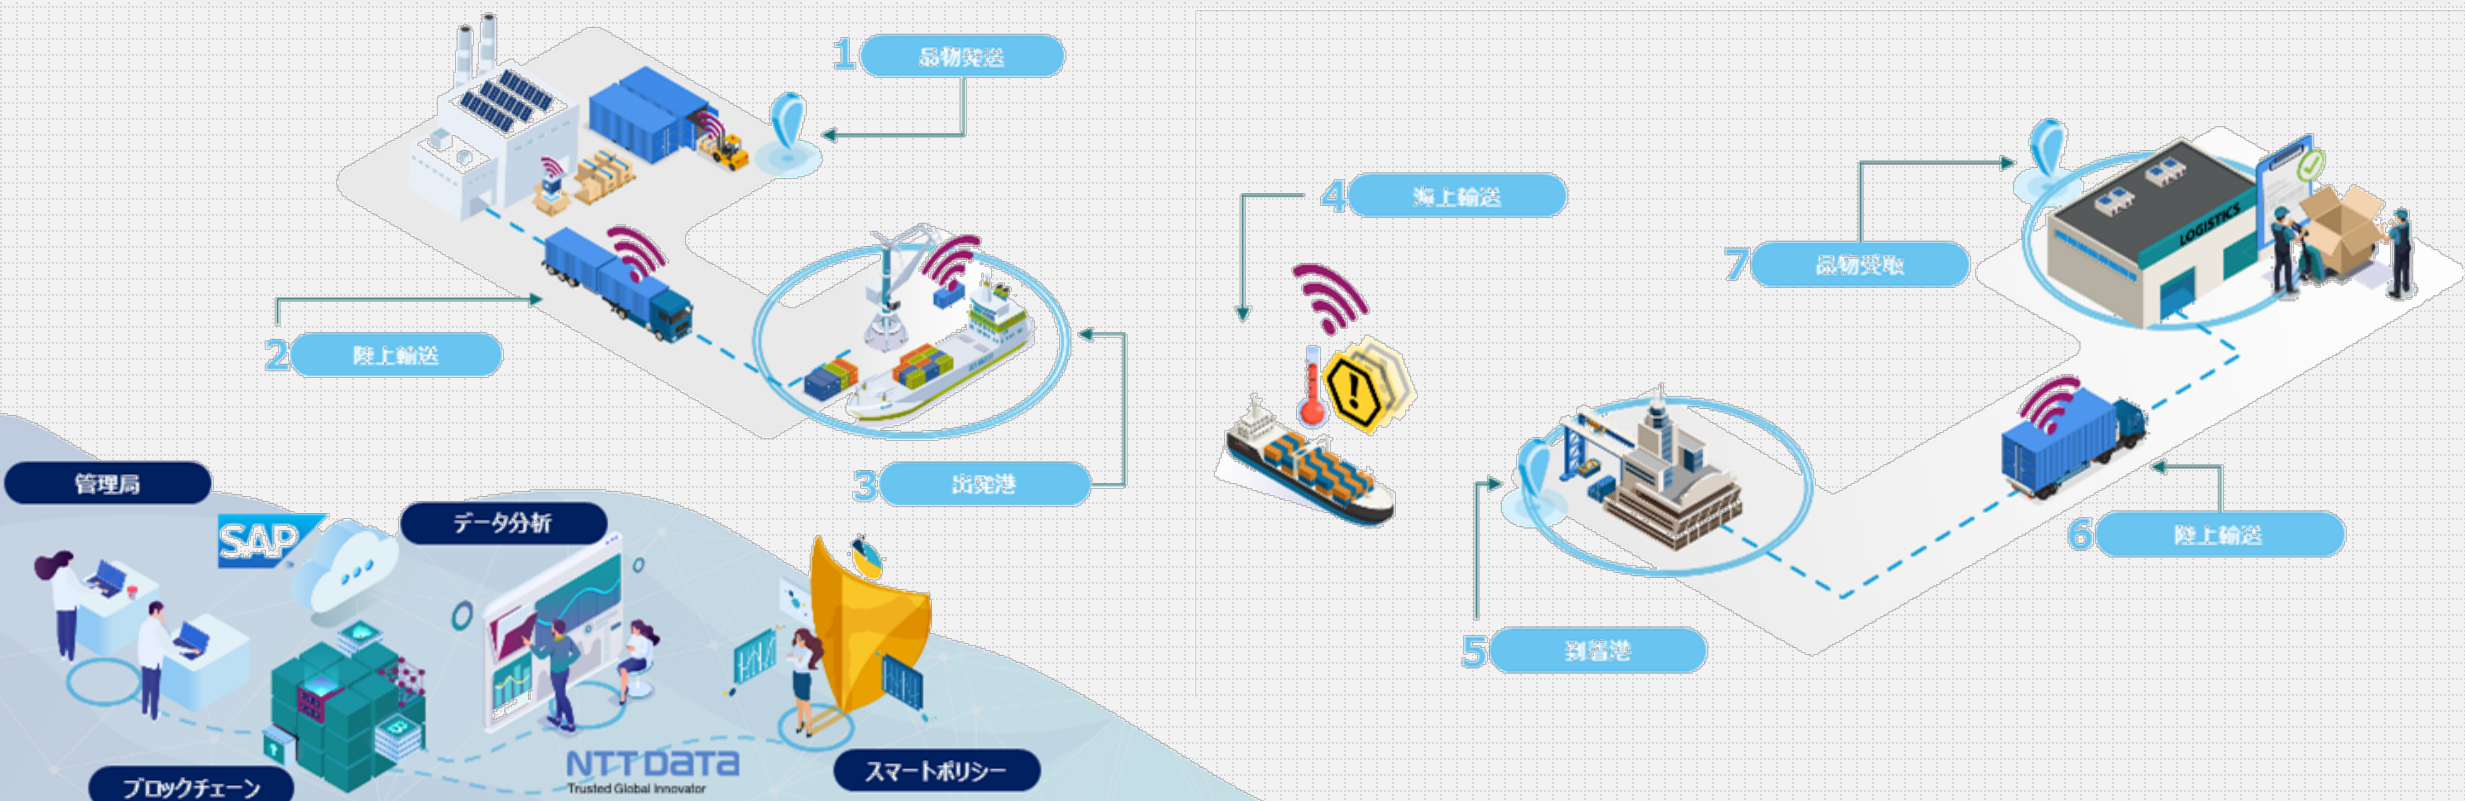 1 品物発送
2 陸上輸送
3 出発港
4 海上輸送
5 到着港
6 陸上輸送
7 品物受取
LOGISTICS
管理局
SAP
データ分析
ブロックチェーン
NTT DATA
Trusted Global Innovator
スマートポリシー